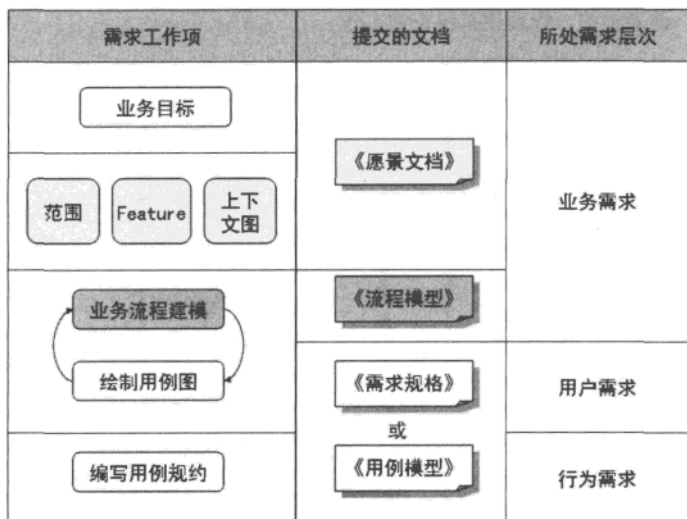 需求工作项
提交的文档
所处需求层次
业务目标
《愿景文档》
业务需求
范围
Feature
上下
文图
业务流程建模
《流程模型》
绘制用例图
《需求规格》
用户需求
或
编写用例规约
《用例模型》
行为需求